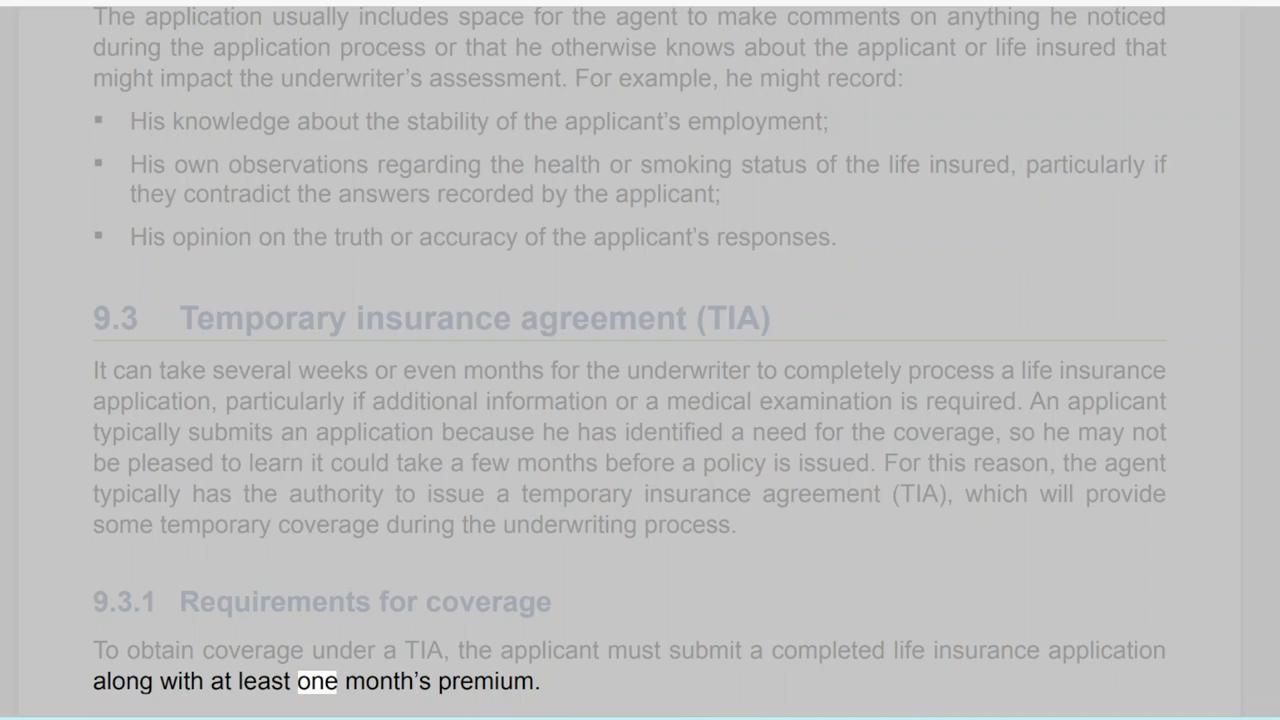 The application usually includes space for the agent to make comments on anything he noticed
during the application process or that he otherwise knows about the applicant or life insured that
might impact the underwriter's assessment. For example, he might record:
▪ His knowledge about the stability of the applicant's employment;
▪ His own observations regarding the health or smoking status of the life insured, particularly if
they contradict the answers recorded by the applicant;
▪ His opinion on the truth or accuracy of the applicant's responses.
9.3 Temporary insurance agreement (TIA)
It can take several weeks or even months for the underwriter to completely process a life insurance
application, particularly if additional information or a medical examination is required. An applicant
typically submits an application because he has identified a need for the coverage, so he may not
be pleased to learn it could take a few months before a policy is issued. For this reason, the agent
typically has the authority to issue a temporary insurance agreement (TIA), which will provide
some temporary coverage during the underwriting process.
9.3.1 Requirements for coverage
To obtain coverage under a TIA, the applicant must submit a completed life insurance application
along with at least one month's premium.